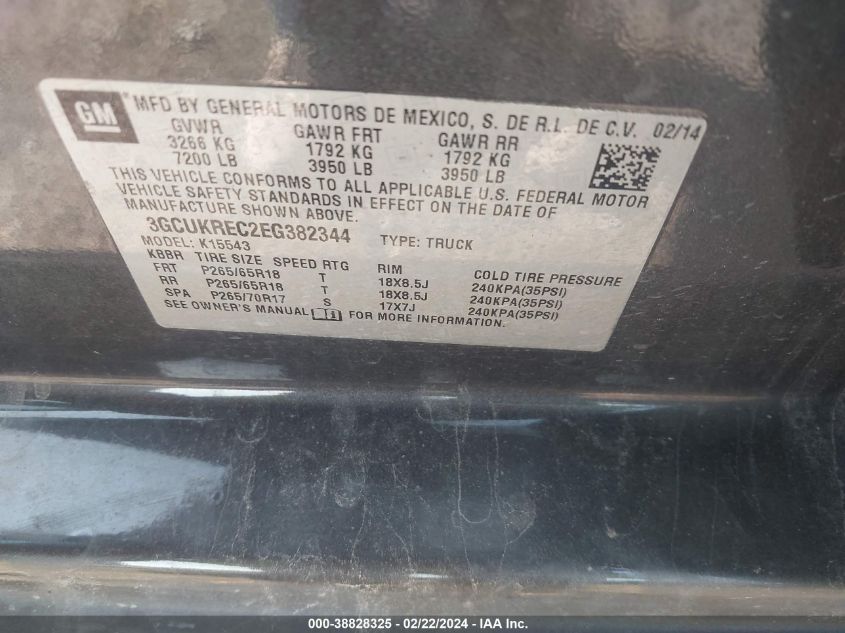 GM
MFD BY GENERAL MOTORS DE MEXICO, S. DE R.L. DE C.V. 02/14
GVWR GAWR FRT GAWR RR
3266 KG 1792 KG 1792 KG
7200 LB 3950 LB 3950 LB
THIS VEHICLE CONFORMS TO ALL APPLICABLE U.S. FEDERAL MOTOR
VEHICLE SAFETY STANDARDS IN EFFECT ON THE DATE OF
MANUFACTURE SHOWN ABOVE.
3GCUKREC2EG382344 TYPE: TRUCK
MODEL: K15543
KBBR TIRE SIZE SPEED RTG RIM COLD TIRE PRESSURE
FRT P265/65R18 T 18X8.5J 240KPA(35PSI)
RR P265/65R18 T 18X8.5J 240KPA(35PSI)
SPA P265/70R17 S 17X7J 240KPA(35PSI)
SEE OWNER'S MANUAL FOR MORE INFORMATION.
000-38828325 - 02/22/2024 - IAA Inc.